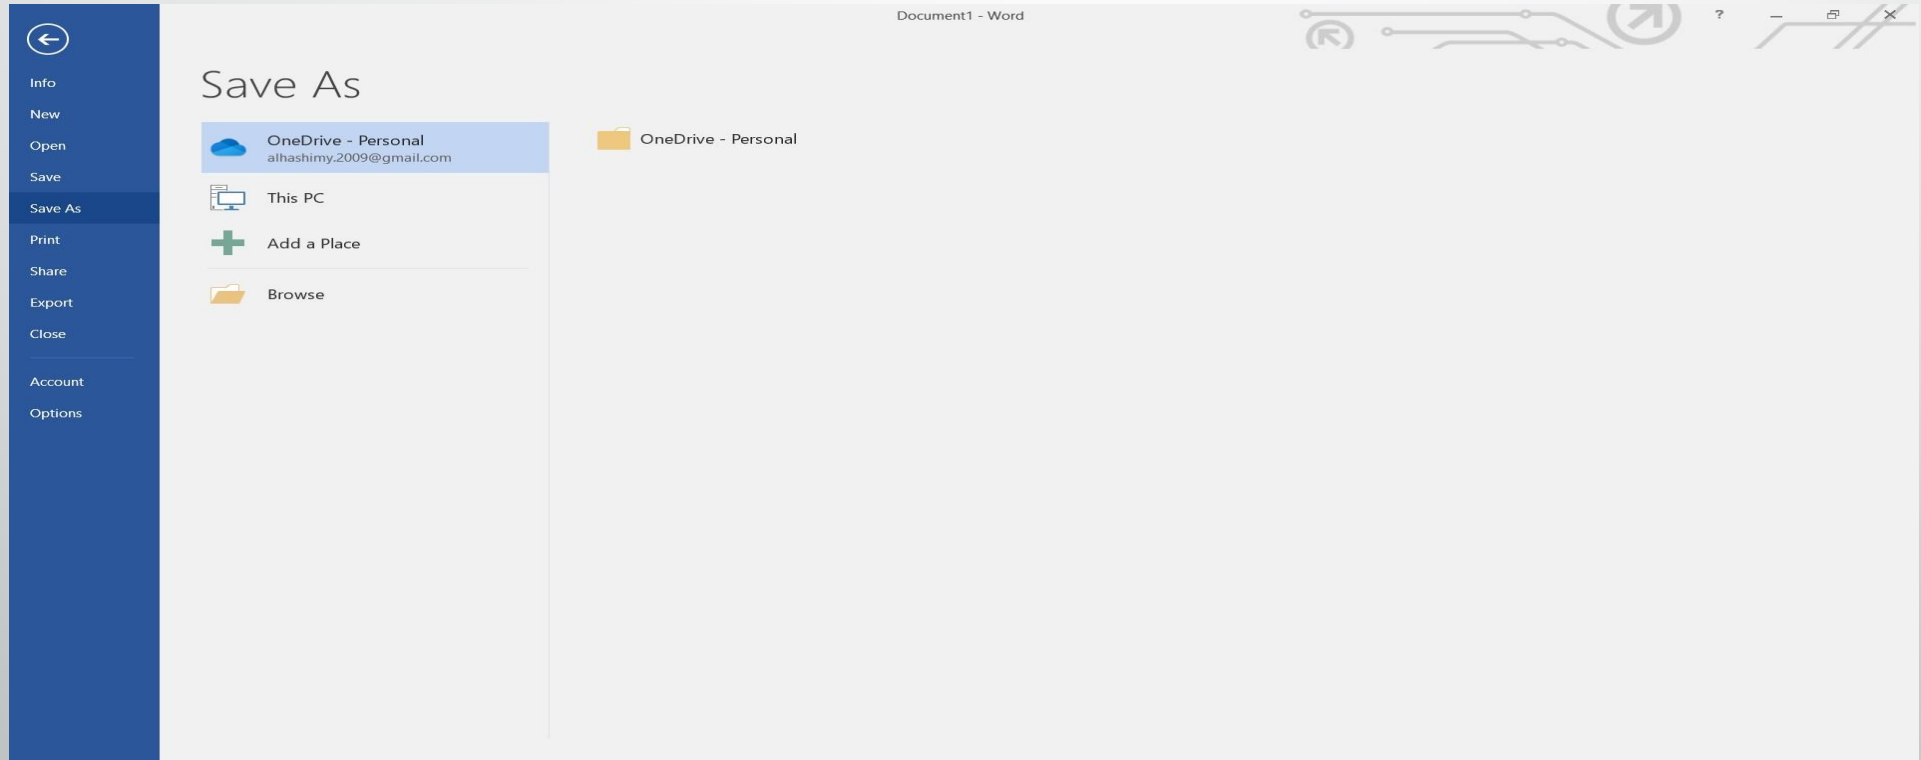 Document1 - Word
?
Info
New
Open
Save
Save As
Print
Share
Export
Close
Account
Options
Save As
OneDrive - Personal
alhashimy.2009@gmail.com
This PC
Add a Place
Browse
OneDrive - Personal